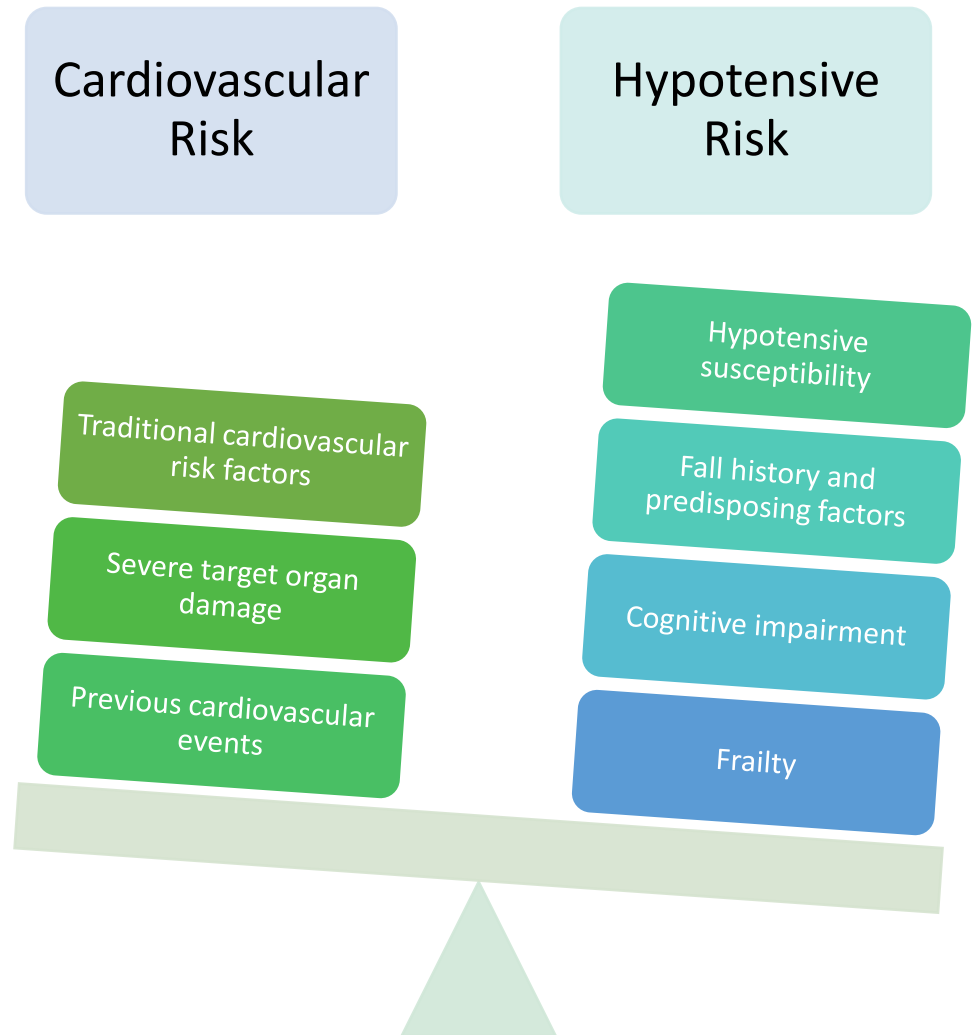 Cardiovascular
Risk
Hypotensive
Risk
Traditional cardiovascular
risk factors
Severe target organ
damage
Previous cardiovascular
events
Hypotensive
susceptibility
Fall history and
predisposing factors
Cognitive impairment
Frailty